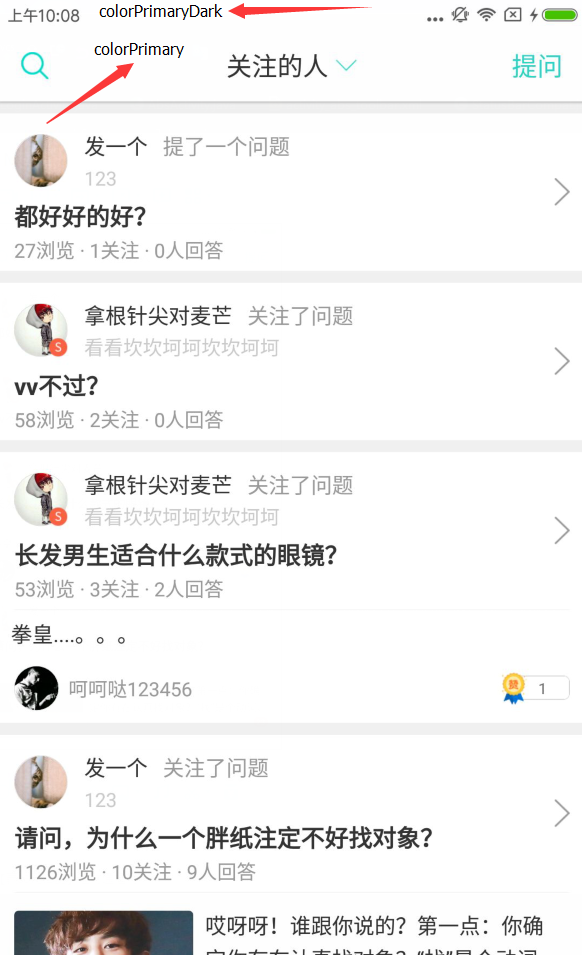 上午10:08 colorPrimaryDark
colorPrimary
关注的人 提问
发一个 提了一个问题
123
都好好的好?
27浏览 · 1关注 · 0人回答
拿根针尖对麦芒 关注了问题
S
看看坎坎坷坷坎坎坷坷
vv不过?
58浏览 · 2关注 · 0人回答
拿根针尖对麦芒 关注了问题
S
看看坎坎坷坷坎坎坷坷
长发男生适合什么款式的眼镜?
53浏览 · 3关注 · 2人回答
拳皇....。。。
呵呵哒123456 赞 1
发一个 关注了问题
123
请问，为什么一个胖纸注定不好找对象?
1126浏览 · 10关注 · 9人回答
哎呀呀！谁跟你说的？第一点：你确